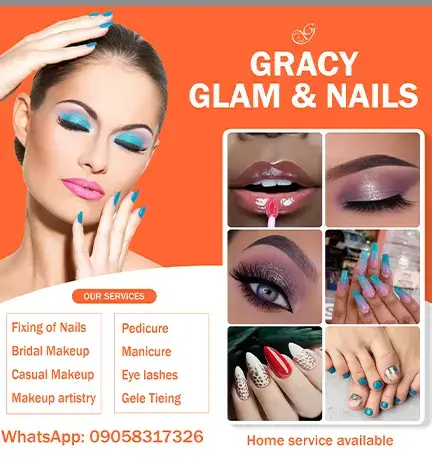 GRACY
GLAM & NAILS
OUR SERVICES
Fixing of Nails
Bridal Makeup
Casual Makeup
Makeup artistry
Pedicure
Manicure
Eye lashes
Gele Tieing
WhatsApp: 09058317326
Home service available